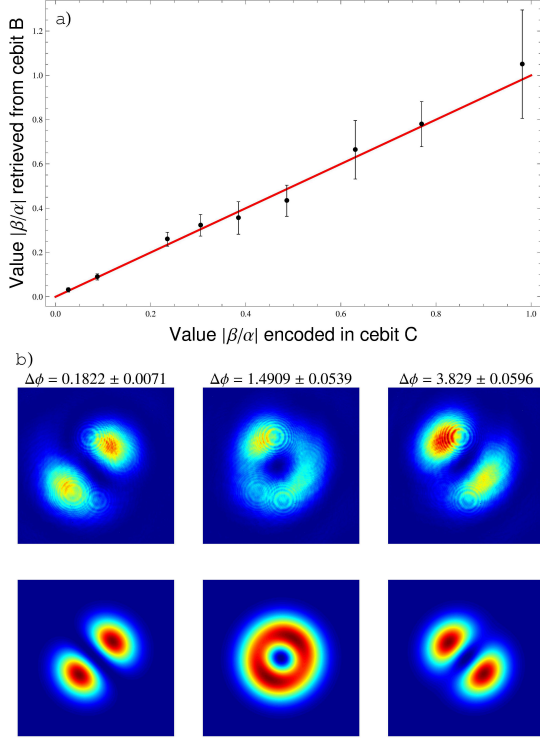 a)
Value |β/α| retrieved from cebit B
1.2
1.0
0.8
0.6
0.4
0.2
0.0
0.0 0.2 0.4 0.6 0.8 1.0
Value |β/α| encoded in cebit C
b)
Δϕ = 0.1822 ± 0.0071 Δϕ = 1.4909 ± 0.0539 Δϕ = 3.829 ± 0.0596